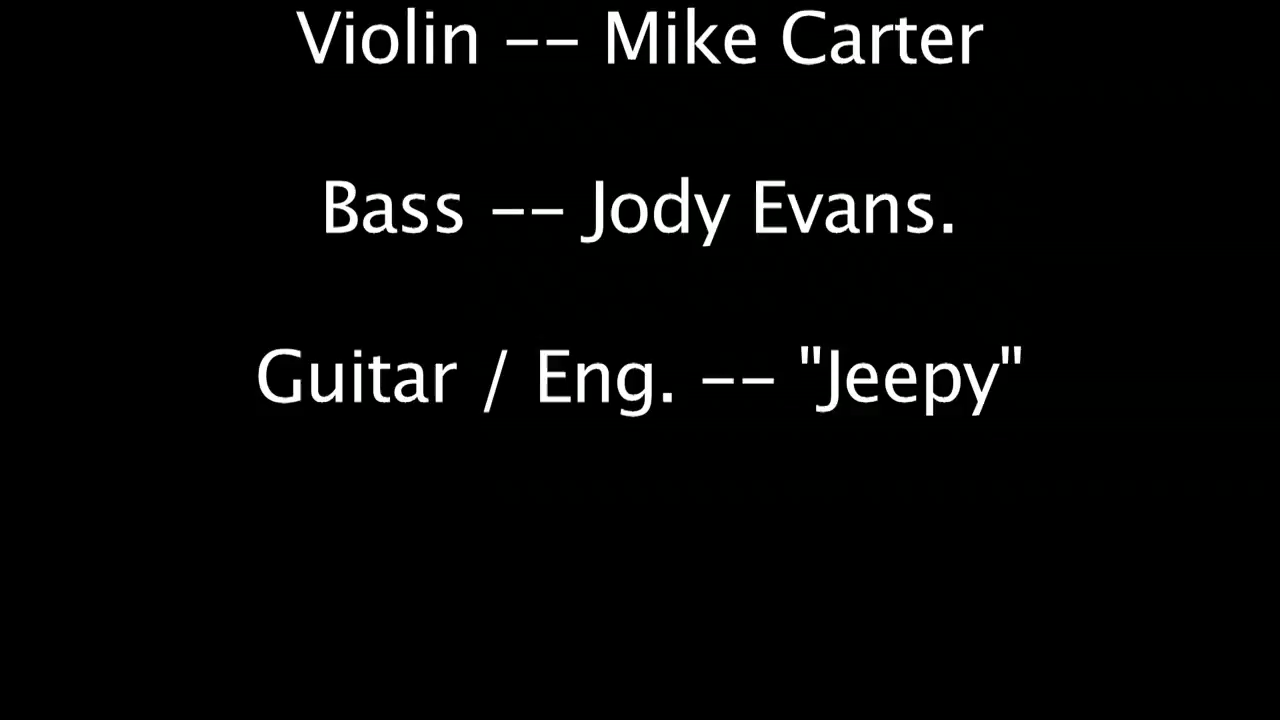 Violin -- Mike Carter
Bass -- Jody Evans.
Guitar / Eng. -- "Jeepy"